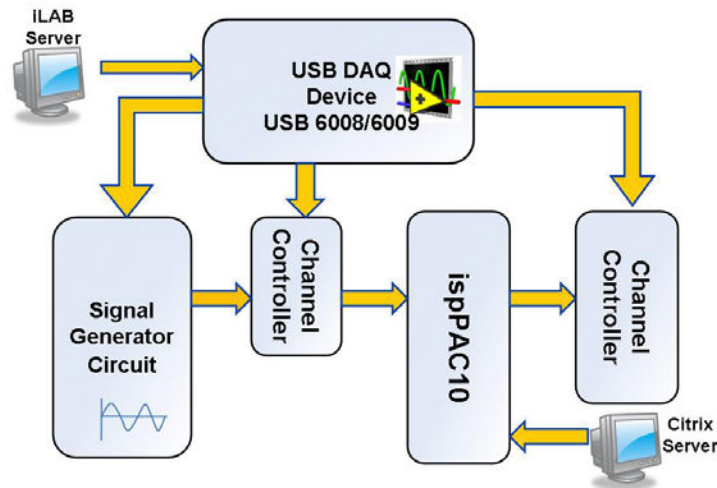 iLAB
Server
USB DAQ
Device
USB 6008/6009
Signal
Generator
Circuit
Channel
Controller
ispPAC10
Channel
Controller
Citrix
Server